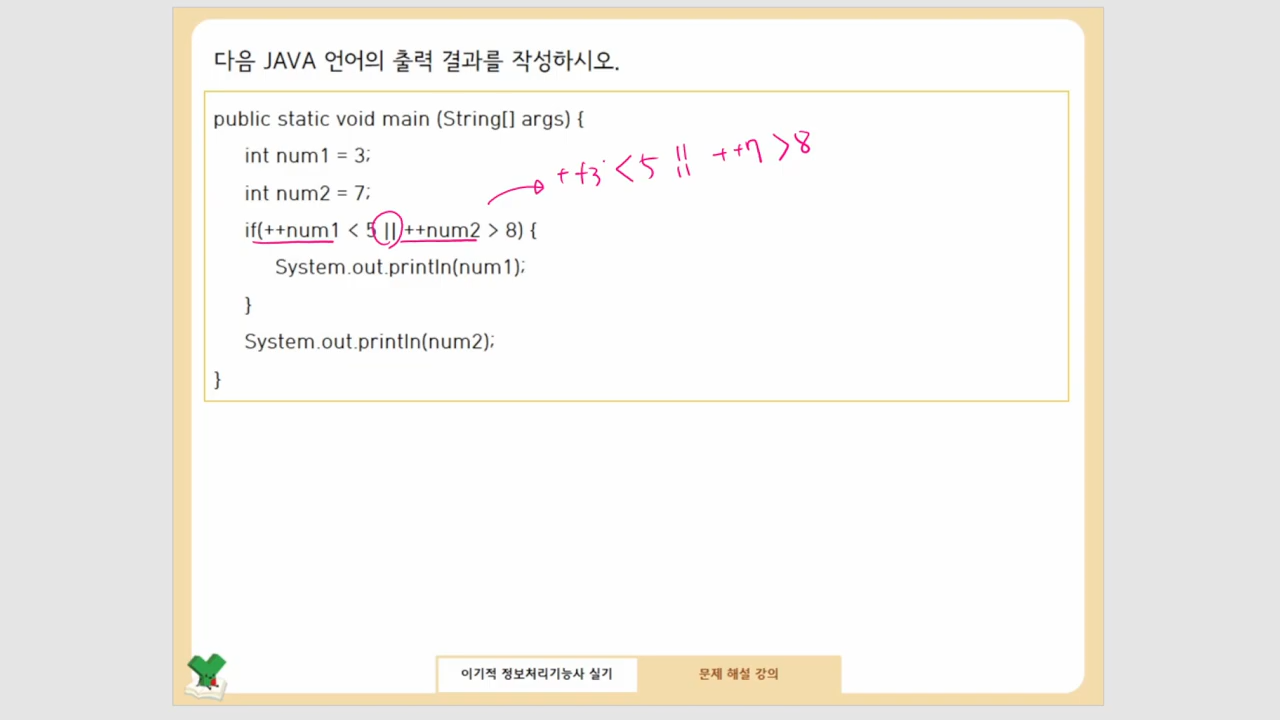 다음 JAVA 언어의 출력 결과를 작성하시오.
public static void main (String[] args) {
int num1 = 3;
++3 < 5 || ++7 > 8
int num2 = 7;
if(++num1 < 5 || ++num2 > 8) {
System.out.println(num1);
}
System.out.println(num2);
}
이기적 정보처리기능사 실기
문제 해설 강의